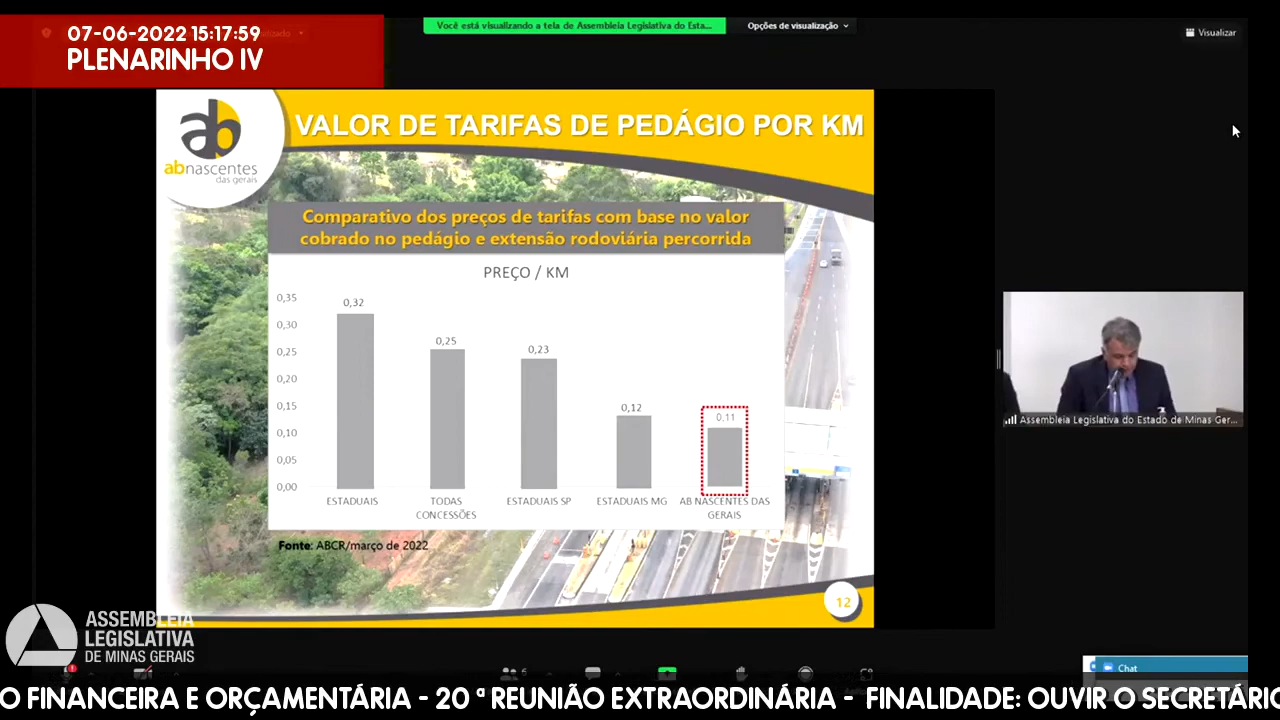 07-06-2022 15:17:59
PLENARINHO IV
Você está visualizando a tela de Assembleia Legislativa do Esta...
Opções de visualização
Visualizar
ab
abnascentes
das gerais
VALOR DE TARIFAS DE PEDÁGIO POR KM
Comparativo dos preços de tarifas com base no valor
cobrado no pedágio e extensão rodoviária percorrida
PREÇO / KM
0,35
0,30
0,25
0,20
0,15
0,10
0,05
0,00
0,32
0,25
0,23
0,12
0,11
ESTADUAIS
TODAS
CONCESSÕES
ESTADUAIS SP
ESTADUAIS MG
AB NASCENTES DAS
GERAIS
Fonte: ABCR/março de 2022
12
Assembleia Legislativa do Estado de Minas Ger...
ASSEMBLEIA
LEGISLATIVA
DE MINAS GERAIS
6
Chat
O FINANCEIRA E ORÇAMENTÁRIA - 20 ª REUNIÃO EXTRAORDINÁRIA - FINALIDADE: OUVIR O SECRETÁRIO